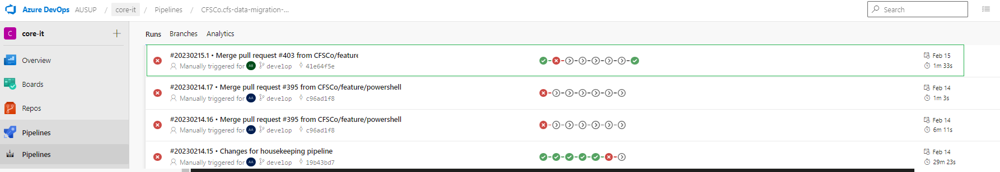 Azure DevOps AUSUP / core-it / Pipelines / CFSCo.cfs-data-migration-...
Search
C core-it
Overview
Boards
Repos
Pipelines
Pipelines
Runs Branches Analytics
#20230215.1 • Merge pull request #403 from CFSCo/feature
Manually triggered for AB develop 41e64f5e
Feb 15
1m 33s
#20230214.17 • Merge pull request #395 from CFSCo/feature/powershell
Manually triggered for AA develop c96ad1f8
Feb 14
1m 3s
#20230214.16 • Merge pull request #395 from CFSCo/feature/powershell
Manually triggered for AA develop c96ad1f8
Feb 14
6m 11s
#20230214.15 • Changes for housekeeping pipeline
Manually triggered for AA develop 19b43bd7
Feb 14
29m 23s